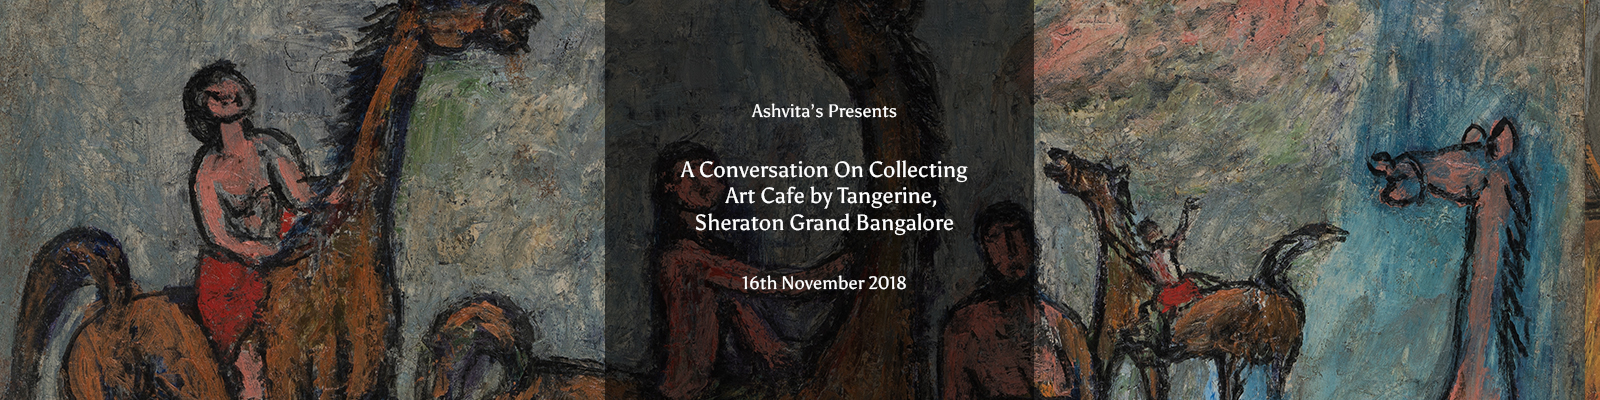 Ashvita's Presents
A Conversation On Collecting
Art Cafe by Tangerine,
Sheraton Grand Bangalore
16th November 2018